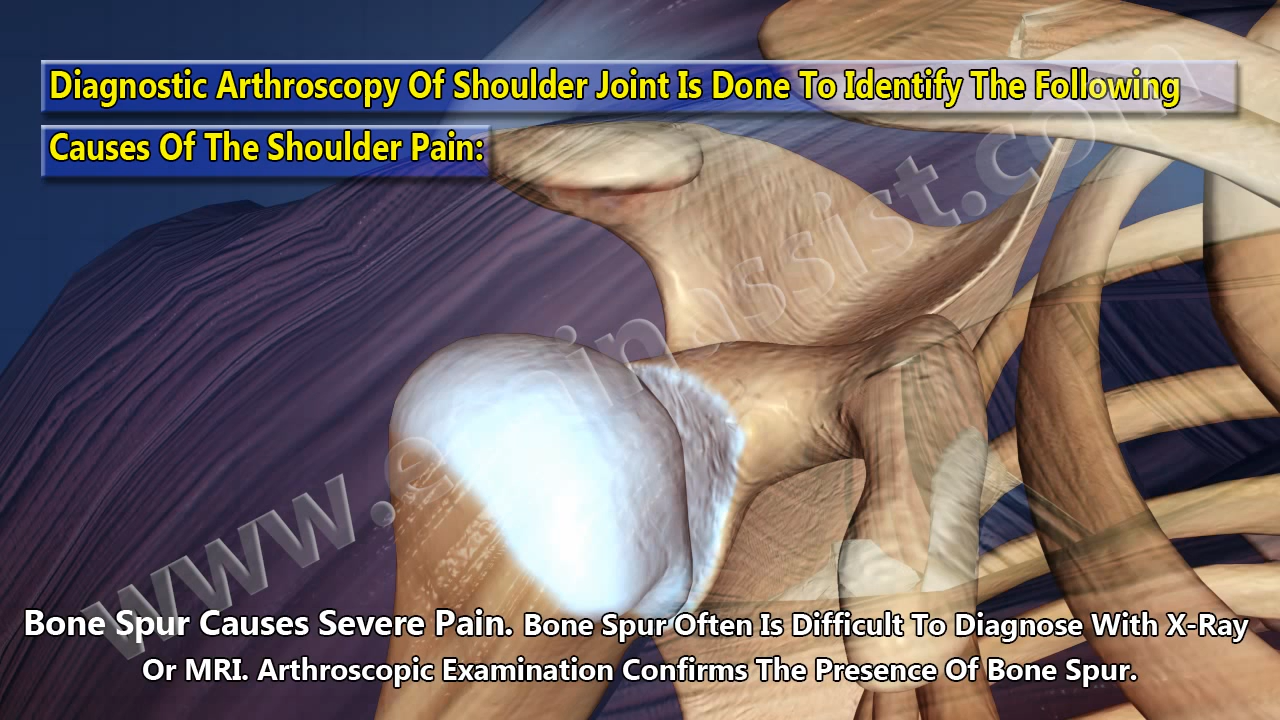 Diagnostic Arthroscopy Of Shoulder Joint Is Done To Identify The Following
Causes Of The Shoulder Pain:
Bone Spur Causes Severe Pain. Bone Spur Often Is Difficult To Diagnose With X-Ray
Or MRI. Arthroscopic Examination Confirms The Presence Of Bone Spur.